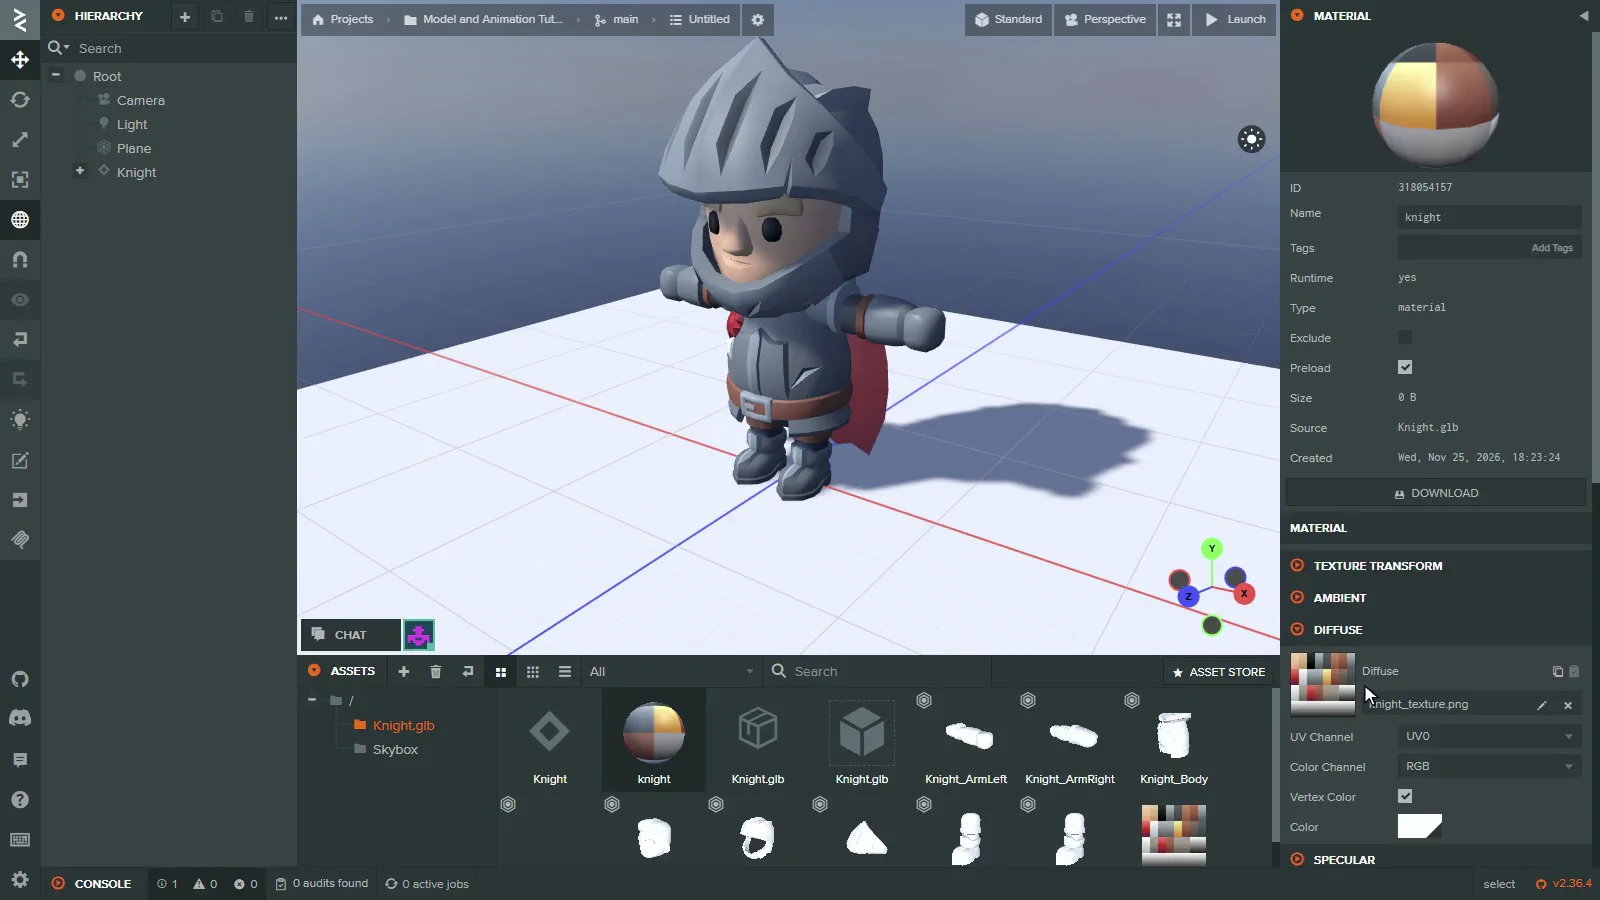 HIERARCHY
Search
Root
Camera
Light
Plane
Knight
Projects
Model and Animation Tut...
main
Untitled
Standard
Perspective
Launch
Y
Z
X
CHAT
ASSETS
All
Search
ASSET STORE
/
Knight.glb
Skybox
Knight
knight
Knight.glb
Knight.glb
Knight_ArmLeft
Knight_ArmRight
Knight_Body
MATERIAL
ID 318054157
Name knight
Tags Add Tags
Runtime yes
Type material
Exclude
Preload
Size 0 B
Source Knight.glb
Created Wed, Nov 25, 2026, 18:23:24
DOWNLOAD
MATERIAL
TEXTURE TRANSFORM
AMBIENT
DIFFUSE
Diffuse
knight_texture.png
UV Channel UV0
Color Channel RGB
Vertex Color
Color
SPECULAR
CONSOLE 1 0 0 0 audits found 0 active jobs
select v2.36.4